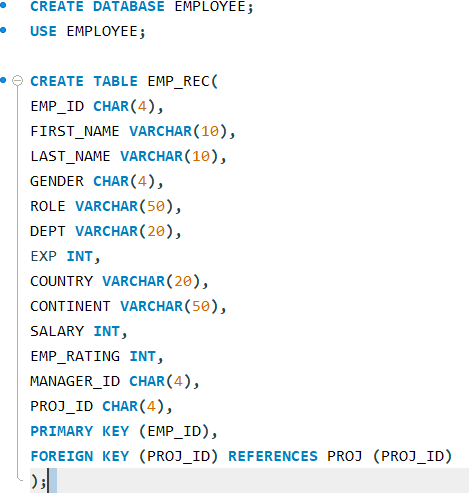 CREATE DATABASE EMPLOYEE;
USE EMPLOYEE;
CREATE TABLE EMP_REC(
EMP_ID CHAR(4),
FIRST_NAME VARCHAR(10),
LAST_NAME VARCHAR(10),
GENDER CHAR(4),
ROLE VARCHAR(50),
DEPT VARCHAR(20),
EXP INT,
COUNTRY VARCHAR(20),
CONTINENT VARCHAR(50),
SALARY INT,
EMP_RATING INT,
MANAGER_ID CHAR(4),
PROJ_ID CHAR(4),
PRIMARY KEY (EMP_ID),
FOREIGN KEY (PROJ_ID) REFERENCES PROJ (PROJ_ID)
);